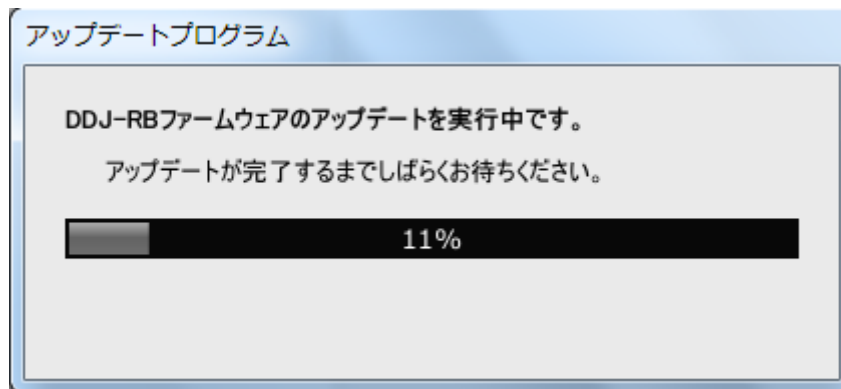 アップデートプログラム
DDJ-RBファームウェアのアップデートを実行中です。
アップデートが完了するまでしばらくお待ちください。
11%